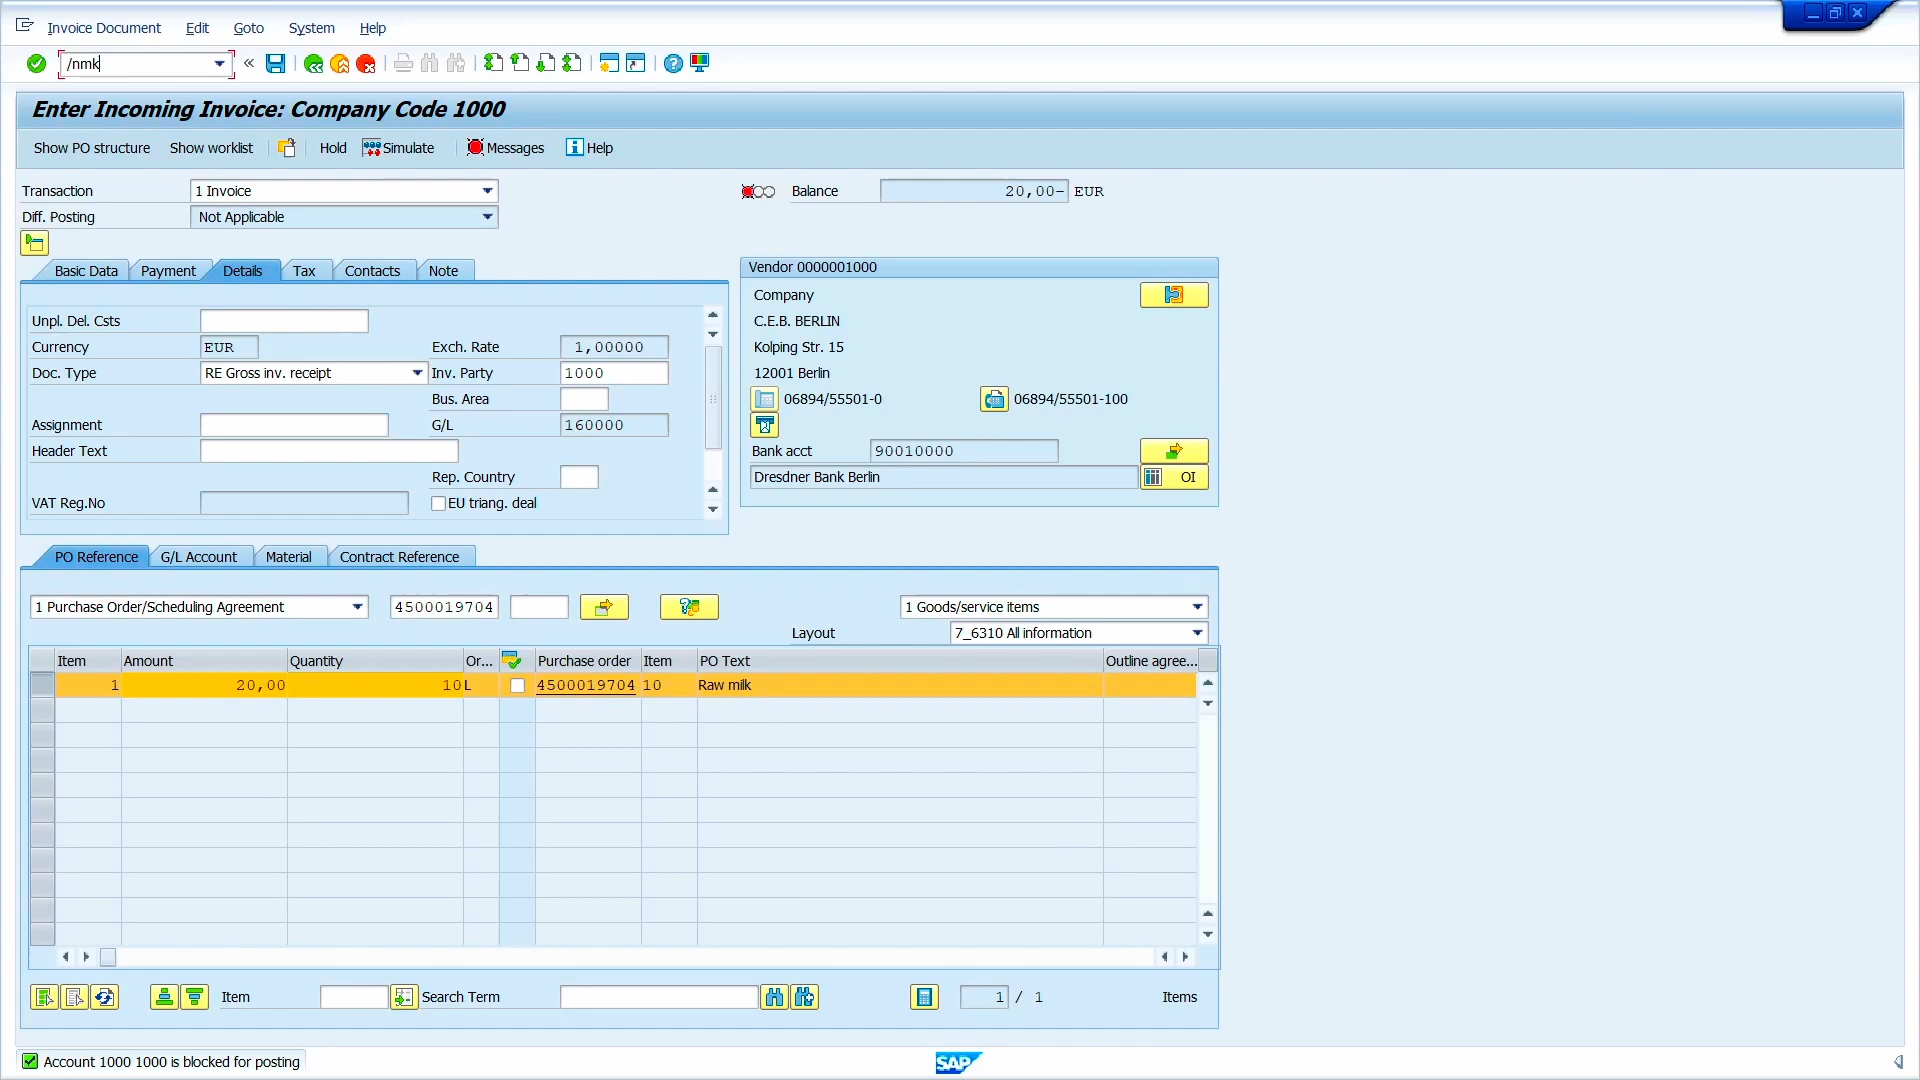 Invoice Document Edit Goto System Help
/nmk
Enter Incoming Invoice: Company Code 1000
Show PO structure Show worklist Hold Simulate Messages Help
Transaction 1 Invoice Balance 20,00- EUR
Diff. Posting Not Applicable
Basic Data Payment Details Tax Contacts Note
Unpl. Del. Csts
Currency EUR Exch. Rate 1,00000
Doc. Type RE Gross inv. receipt Inv. Party 1000
Bus. Area
Assignment G/L 160000
Header Text
Rep. Country
VAT Reg.No EU triang. deal
Vendor 0000001000
Company
C.E.B. BERLIN
Kolping Str. 15
12001 Berlin
06894/55501-0 06894/55501-100
Bank acct 90010000
Dresdner Bank Berlin OI
PO Reference G/L Account Material Contract Reference
1 Purchase Order/Scheduling Agreement 4500019704 1 Goods/service items
Layout 7_6310 All information
Item Amount Quantity Or... Purchase order Item PO Text Outline agree...
1 20,00 10 L 4500019704 10 Raw milk
Item Search Term 1 / 1 Items
Account 1000 1000 is blocked for posting
SAP